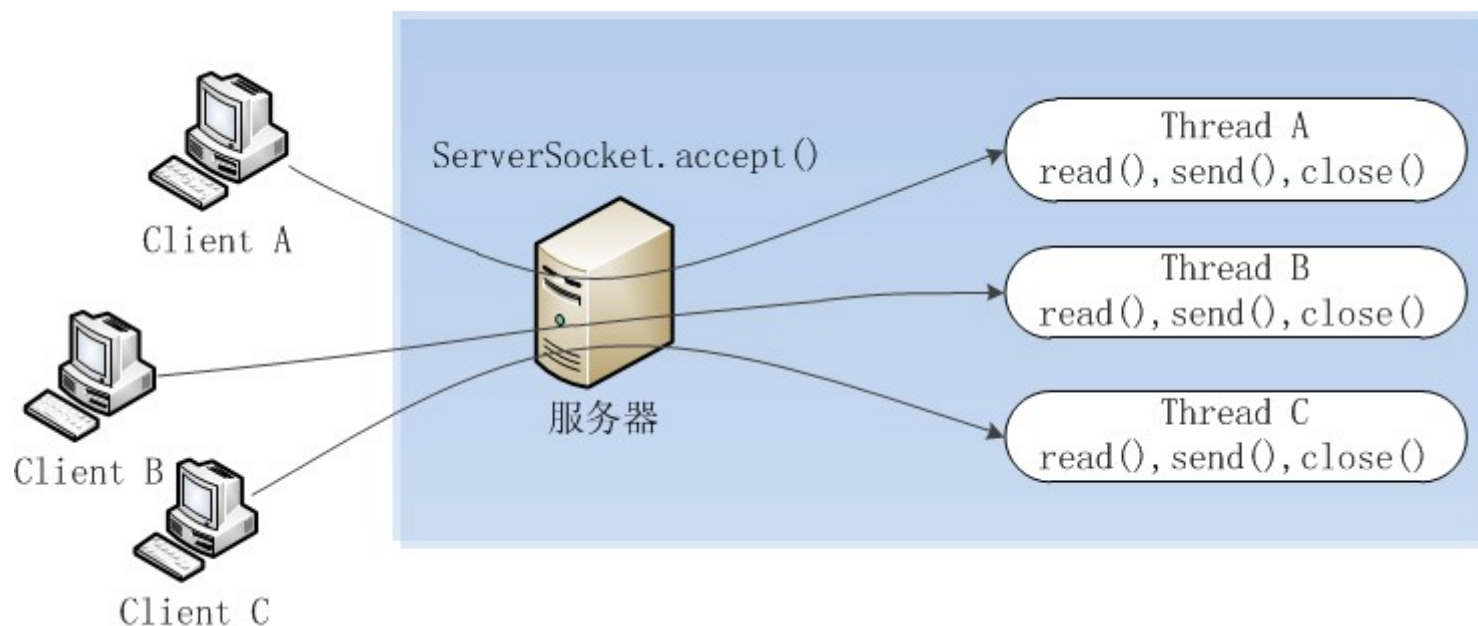 Client A
Client B
Client C
ServerSocket.accept()
服务器
Thread A
read(),send(),close()
Thread B
read(),send(),close()
Thread C
read(),send(),close()